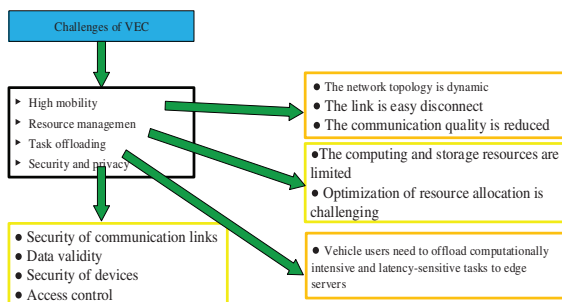 Challenges of VEC
‣ High mobility
‣ Resource managemen
‣ Task offloading
‣ Security and privacy
● The network topology is dynamic
● The link is easy disconnect
● The communication quality is reduced
●The computing and storage resources are
limited
● Optimization of resource allocation is
challenging
● Security of communication links
● Data validity
● Security of devices
● Access control
● Vehicle users need to offload computationally
intensive and latency-sensitive tasks to edge
servers